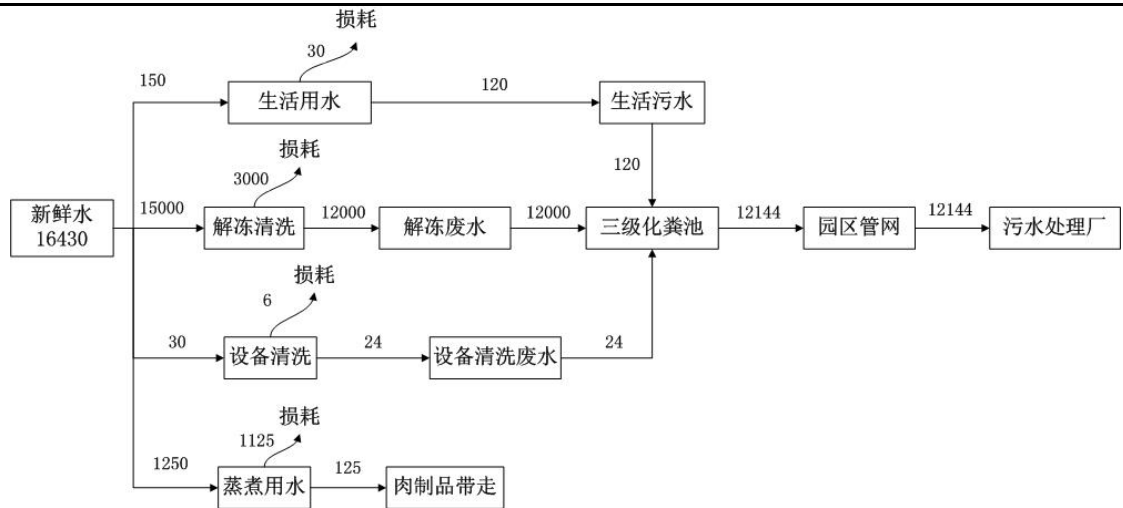 损耗
30
150
生活用水
120
生活污水
损耗
120
3000
新鲜水
16430
15000
解冻清洗
12000
解冻废水
12000
三级化粪池
12144
园区管网
12144
污水处理厂
损耗
6
30
设备清洗
24
设备清洗废水
24
损耗
1125
1250
蒸煮用水
125
肉制品带走